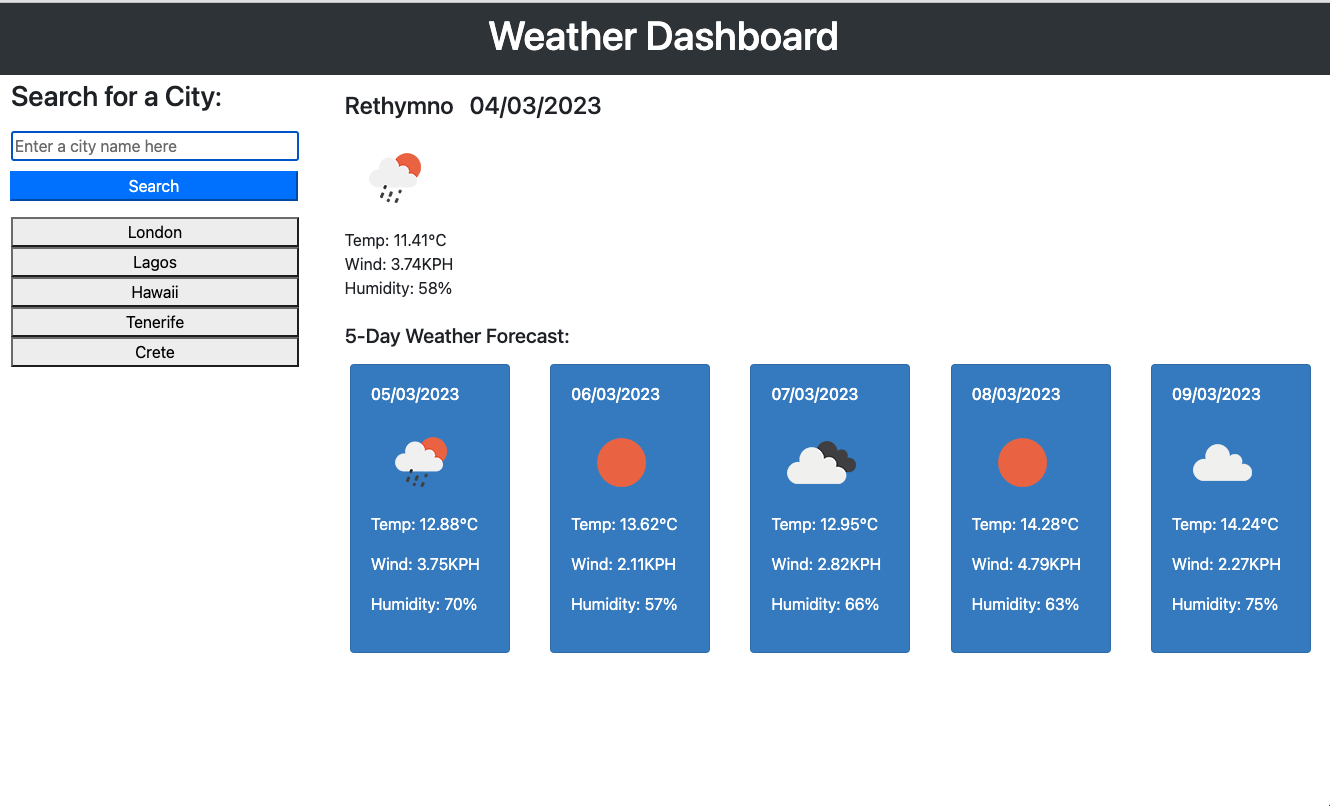 Weather Dashboard
Search for a City:
Enter a city name here
Search
London
Lagos
Hawaii
Tenerife
Crete
Rethymno 04/03/2023
Temp: 11.41°C
Wind: 3.74KPH
Humidity: 58%
5-Day Weather Forecast:
05/03/2023
Temp: 12.88°C
Wind: 3.75KPH
Humidity: 70%
06/03/2023
Temp: 13.62°C
Wind: 2.11KPH
Humidity: 57%
07/03/2023
Temp: 12.95°C
Wind: 2.82KPH
Humidity: 66%
08/03/2023
Temp: 14.28°C
Wind: 4.79KPH
Humidity: 63%
09/03/2023
Temp: 14.24°C
Wind: 2.27KPH
Humidity: 75%